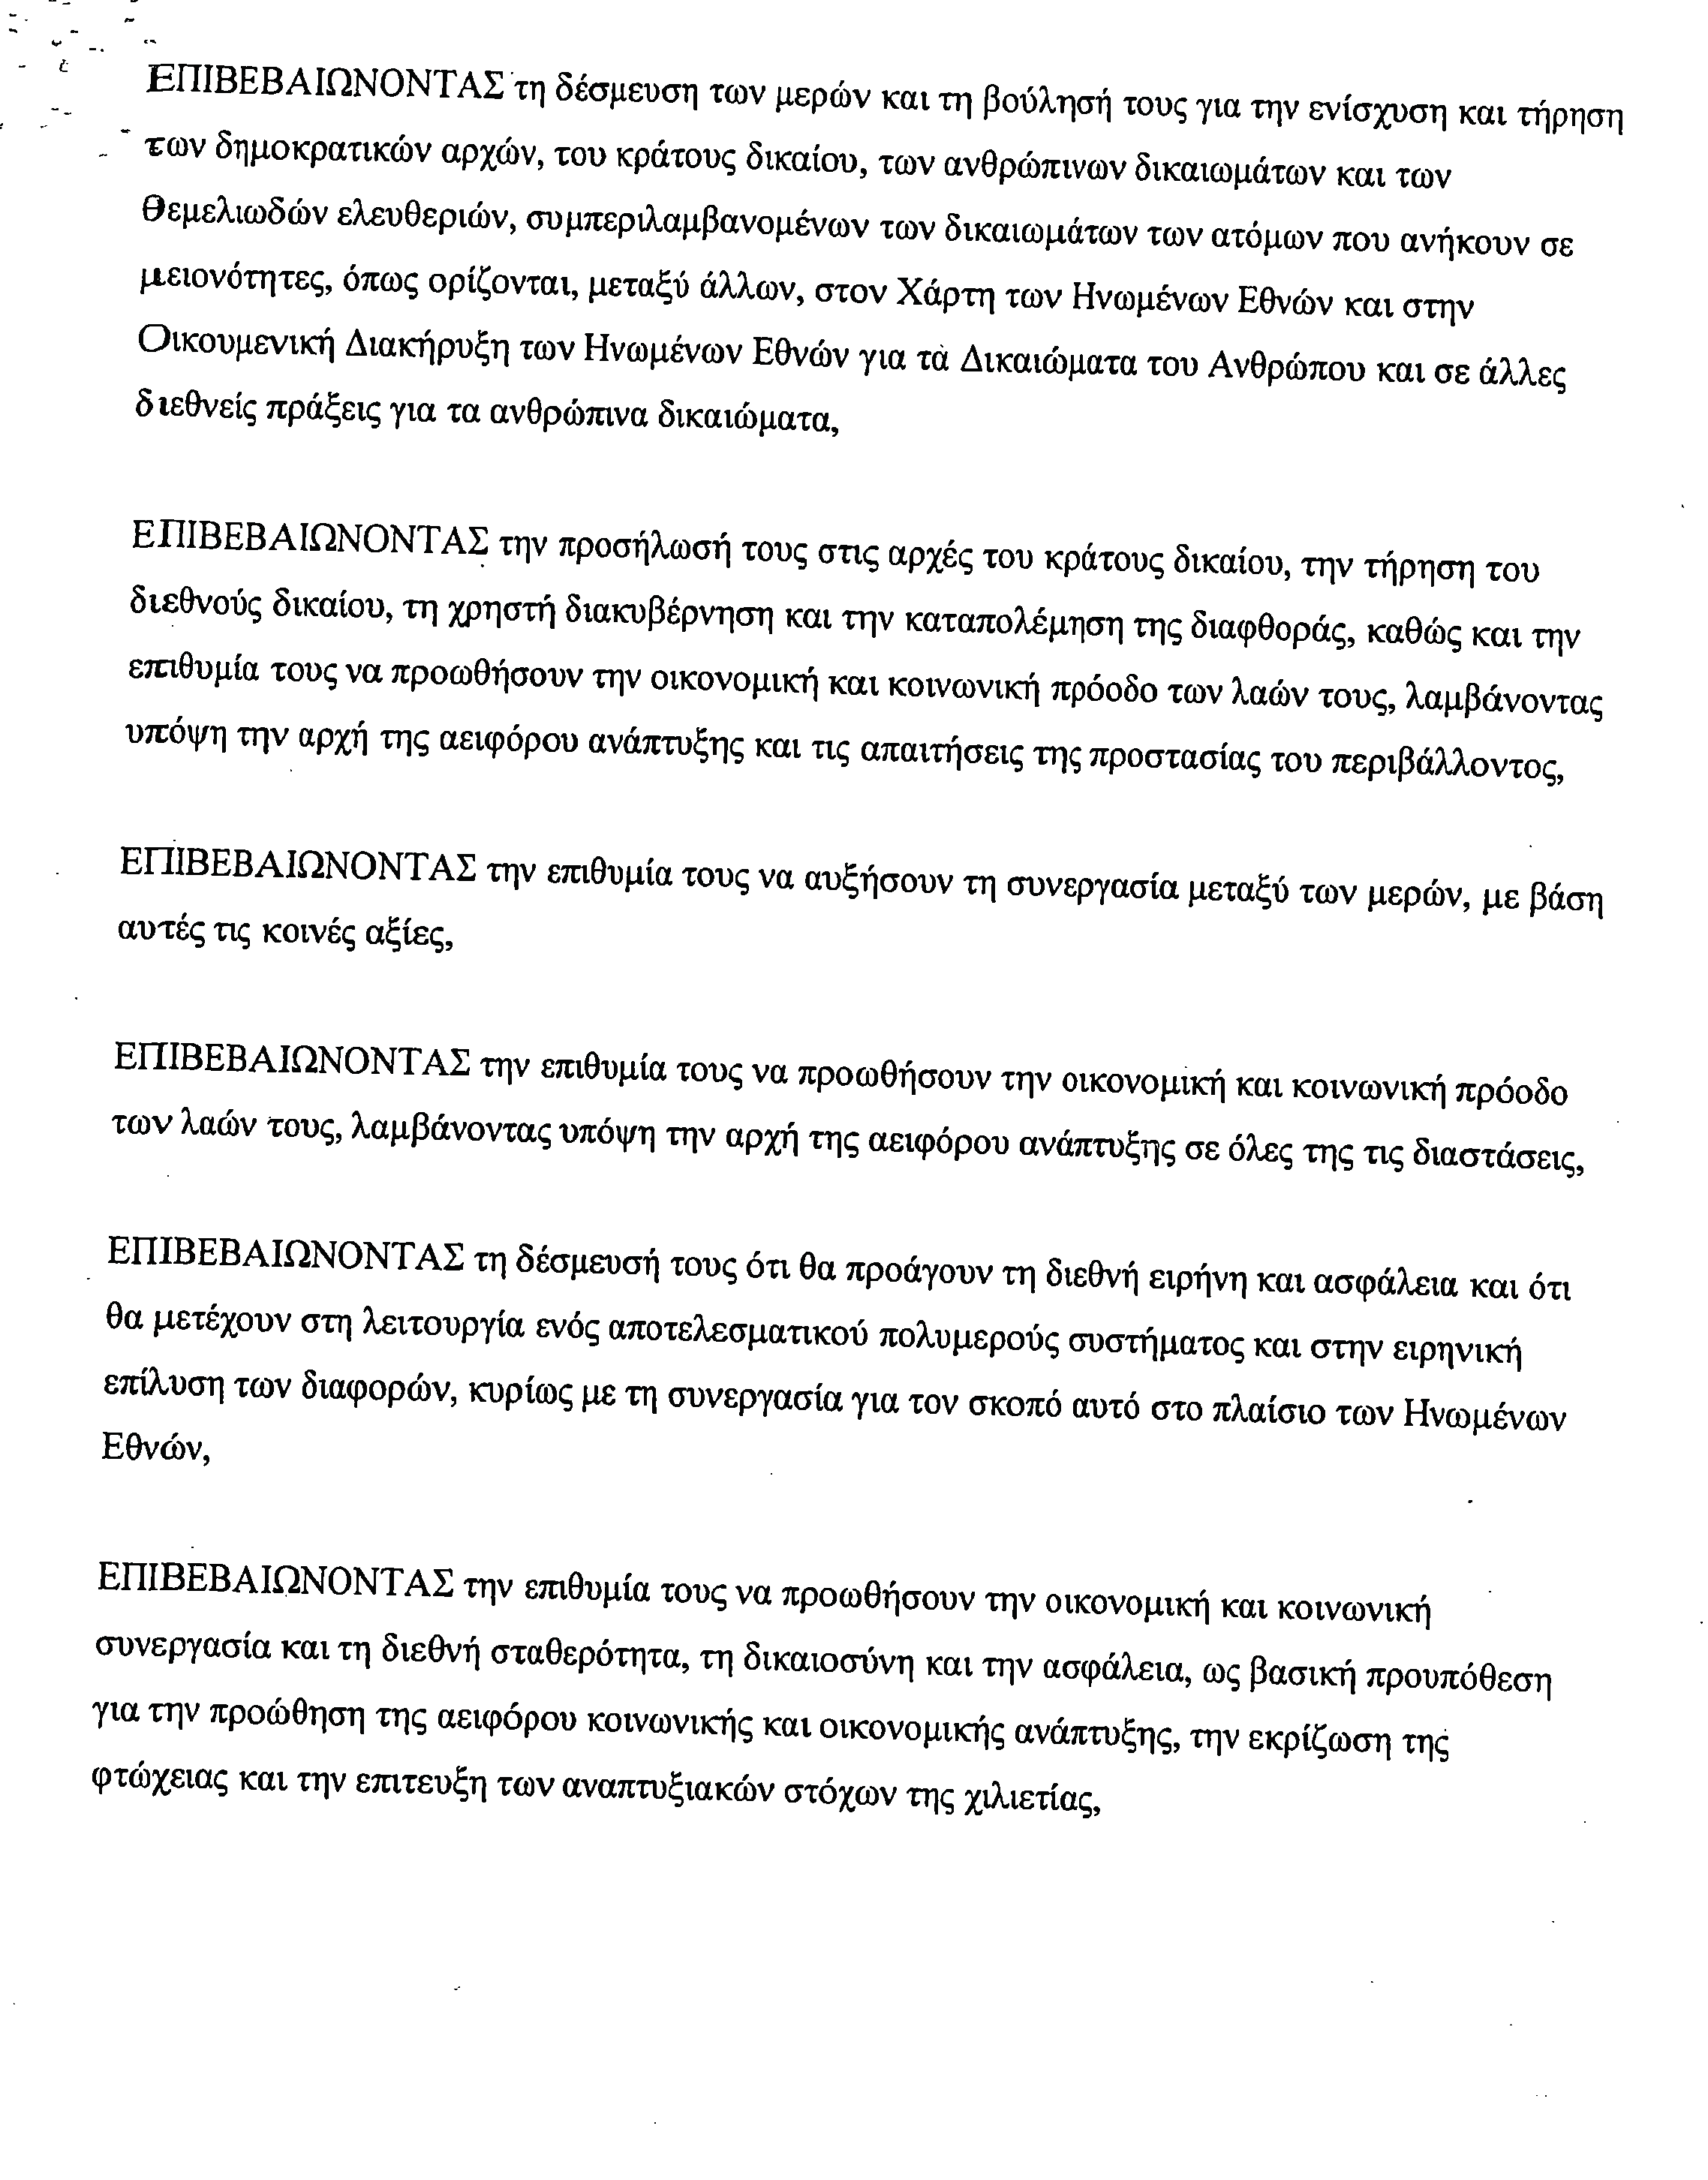 ΕΠΙΒΕΒΑΙΩΝΟΝΤΑΣ τη δέσμευση των μερών και τη βούλησή τους για την ενίσχυση και τήρηση
των δημοκρατικών αρχών, του κράτους δικαίου, των ανθρώπινων δικαιωμάτων και των
θεμελιωδών ελευθεριών, συμπεριλαμβανομένων των δικαιωμάτων των ατόμων που ανήκουν σε
μειονότητες, όπως ορίζονται, μεταξύ άλλων, στον Χάρτη των Ηνωμένων Εθνών και στην
Οικουμενική Διακήρυξη των Ηνωμένων Εθνών για τα Δικαιώματα του Ανθρώπου και σε άλλες
διεθνείς πράξεις για τα ανθρώπινα δικαιώματα,
ΕΠΙΒΕΒΑΙΩΝΟΝΤΑΣ την προσήλωσή τους στις αρχές του κράτους δικαίου, την τήρηση του
διεθνούς δικαίου, τη χρηστή διακυβέρνηση και την καταπολέμηση της διαφθοράς, καθώς και την
επιθυμία τους να προωθήσουν την οικονομική και κοινωνική πρόοδο των λαών τους, λαμβάνοντας
υπόψη την αρχή της αειφόρου ανάπτυξης και τις απαιτήσεις της προστασίας του περιβάλλοντος,
ΕΠΙΒΕΒΑΙΩΝΟΝΤΑΣ την επιθυμία τους να αυξήσουν τη συνεργασία μεταξύ των μερών, με βάση
αυτές τις κοινές αξίες,
ΕΠΙΒΕΒΑΙΩΝΟΝΤΑΣ την επιθυμία τους να προωθήσουν την οικονομική και κοινωνική πρόοδο
των λαών τους, λαμβάνοντας υπόψη την αρχή της αειφόρου ανάπτυξης σε όλες της τις διαστάσεις,
ΕΠΙΒΕΒΑΙΩΝΟΝΤΑΣ τη δέσμευσή τους ότι θα προάγουν τη διεθνή ειρήνη και ασφάλεια και ότι
θα μετέχουν στη λειτουργία ενός αποτελεσματικού πολυμερούς συστήματος και στην ειρηνική
επίλυση των διαφορών, κυρίως με τη συνεργασία για τον σκοπό αυτό στο πλαίσιο των Ηνωμένων
Εθνών,
ΕΠΙΒΕΒΑΙΩΝΟΝΤΑΣ την επιθυμία τους να προωθήσουν την οικονομική και κοινωνική
συνεργασία και τη διεθνή σταθερότητα, τη δικαιοσύνη και την ασφάλεια, ως βασική προυπόθεση
για την προώθηση της αειφόρου κοινωνικής και οικονομικής ανάπτυξης, την εκρίζωση της
φτώχειας και την επιτευξη των αναπτυξιακών στόχων της χιλιετίας,